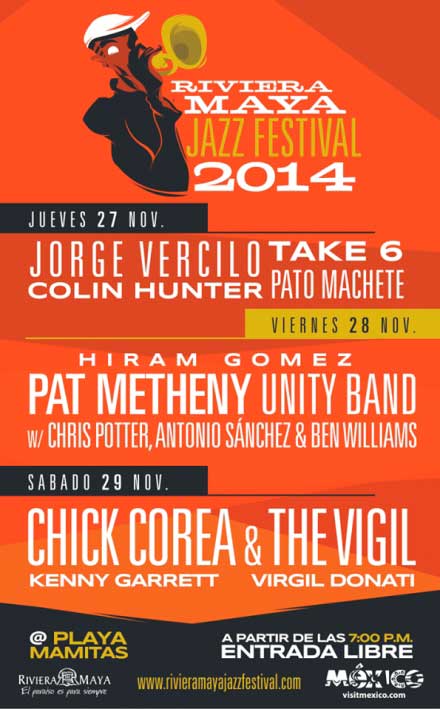 RIVIERA
MAYA
JAZZ FESTIVAL
2014
JUEVES 27 NOV.
JORGE VERCILO TAKE 6
COLIN HUNTER PATO MACHETE
VIERNES 28 NOV.
HIRAM GOMEZ
PAT METHENY UNITY BAND
W/ CHRIS POTTER, ANTONIO SÁNCHEZ & BEN WILLIAMS
SABADO 29 NOV.
CHICK COREA & THE VIGIL
KENNY GARRETT VIRGIL DONATI
@ PLAYA
MAMITAS
A PARTIR DE LAS 7:00 P.M.
ENTRADA LIBRE
RIVIERA MAYA
El paraíso es para siempre
www.rivieramayajazzfestival.com
MÉXICO
visitmexico.com